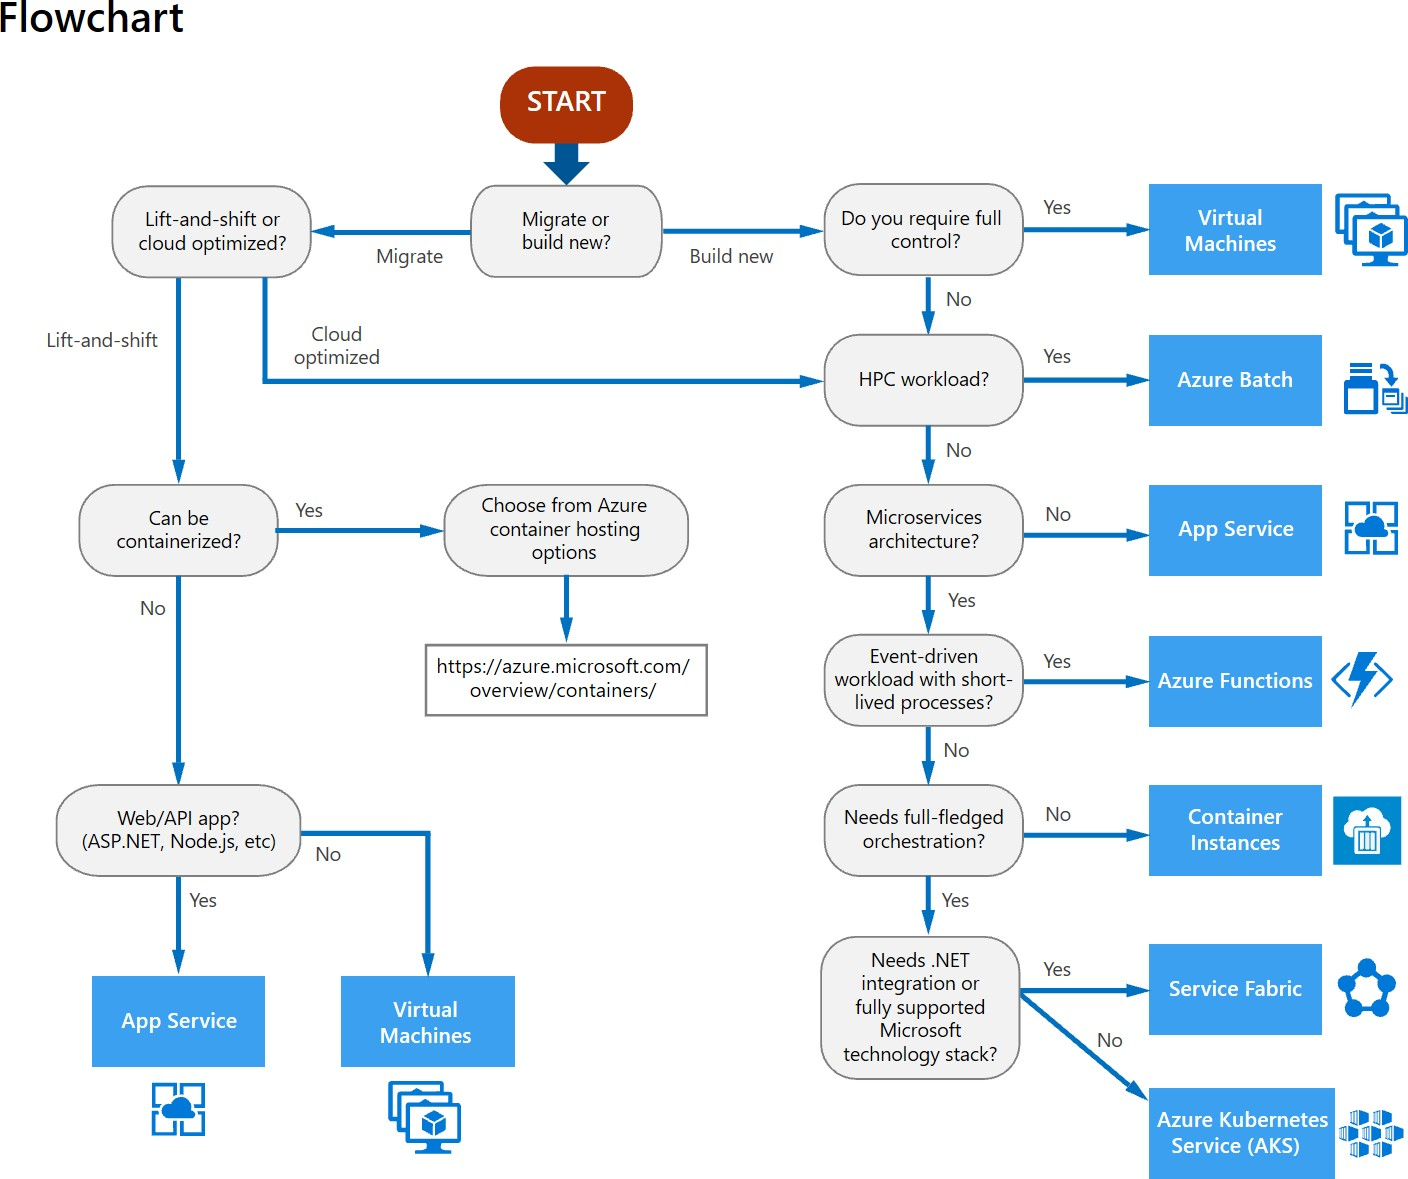 Flowchart
START
Lift-and-shift or
cloud optimized?
Migrate or
build new?
Do you require full
control?
Virtual
Machines
Migrate
Build new
Yes
No
Lift-and-shift
Cloud
optimized
HPC workload?
Yes
Azure Batch
No
Can be
containerized?
Yes
Choose from Azure
container hosting
options
Microservices
architecture?
No
App Service
No
Yes
https://azure.microsoft.com/
overview/containers/
Event-driven
workload with short-
lived processes?
Yes
Azure Functions
No
Web/API app?
(ASP.NET, Node.js, etc)
No
Needs full-fledged
orchestration?
No
Container
Instances
Yes
Yes
App Service
Virtual
Machines
Needs .NET
integration or
fully supported
Microsoft
technology stack?
Yes
Service Fabric
No
Azure Kubernetes
Service (AKS)